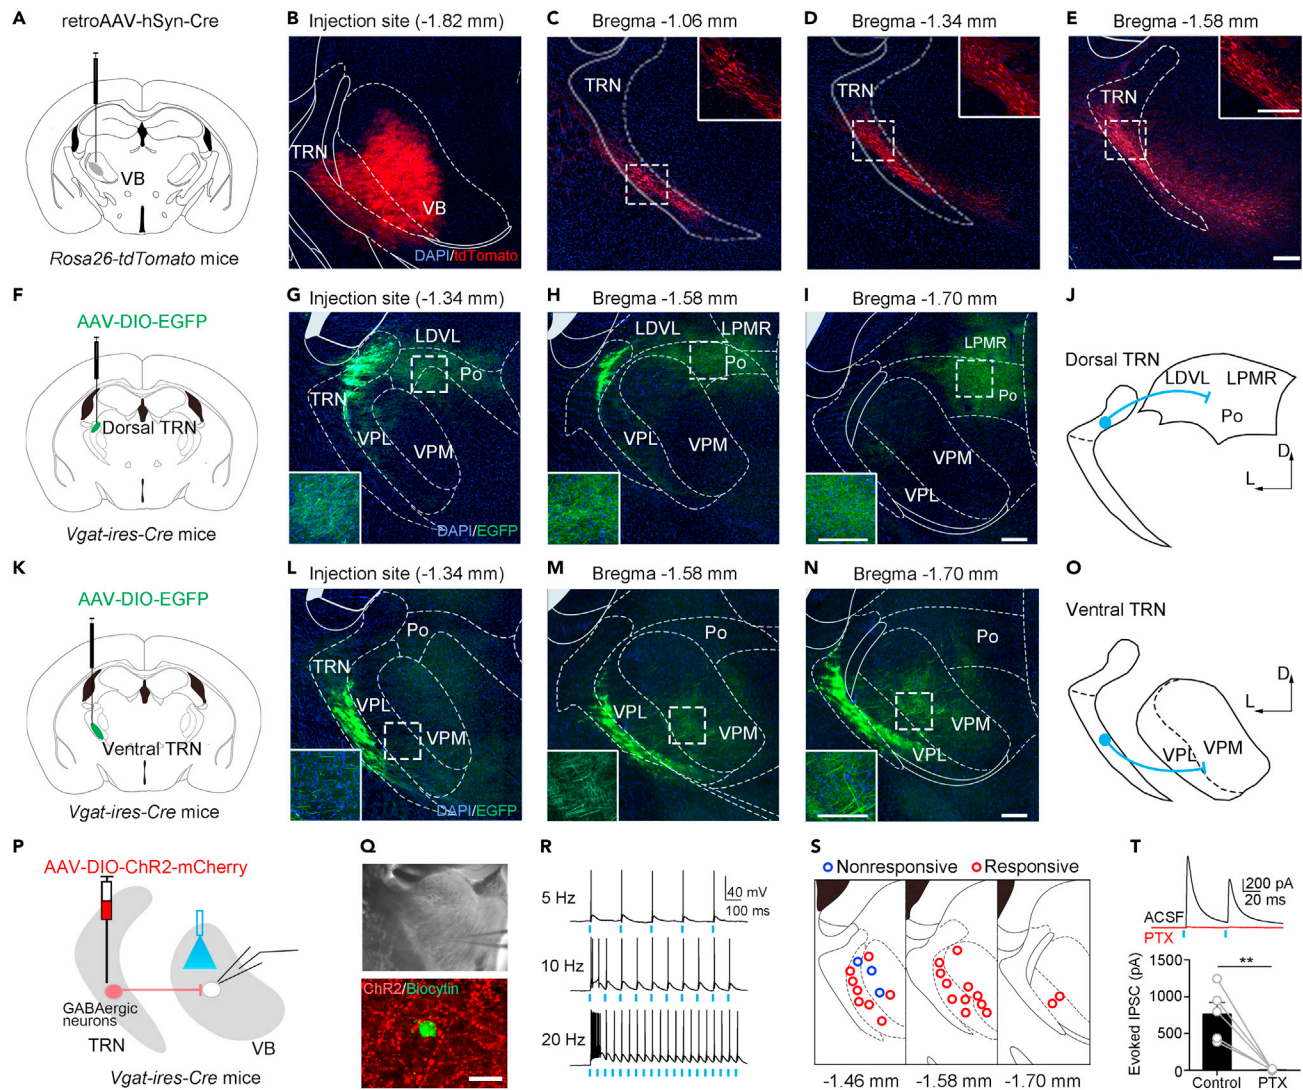 A
retroAAV-hSyn-Cre
VB
Rosa26-tdTomato mice
B
Injection site (-1.82 mm)
TRN
VB
DAPI/tdTomato
C
Bregma -1.06 mm
TRN
D
Bregma -1.34 mm
TRN
E
Bregma -1.58 mm
TRN
F
AAV-DIO-EGFP
Dorsal TRN
Vgat-ires-Cre mice
G
Injection site (-1.34 mm)
LDVL
Po
TRN
VPL
VPM
DAPI/EGFP
H
Bregma -1.58 mm
LDVL
LPMR
Po
VPL
VPM
I
Bregma -1.70 mm
LPMR
Po
VPM
VPL
J
Dorsal TRN
LDVL
LPMR
Po
D
L
K
AAV-DIO-EGFP
Ventral TRN
Vgat-ires-Cre mice
L
Injection site (-1.34 mm)
Po
TRN
VPL
VPM
DAPI/EGFP
M
Bregma -1.58 mm
Po
VPL
VPM
N
Bregma -1.70 mm
Po
VPM
VPL
O
Ventral TRN
D
L
VPL
VPM
P
AAV-DIO-ChR2-mCherry
GABAergic
neurons
TRN
VB
Vgat-ires-Cre mice
Q
ChR2/Biocytin
R
5 Hz
40 mV
100 ms
10 Hz
20 Hz
S
Nonresponsive
Responsive
-1.46 mm
-1.58 mm
-1.70 mm
T
200 pA
20 ms
ACSF
PTX
Evoked IPSC (pA)
1500
1000
500
0
**
Control
PTX